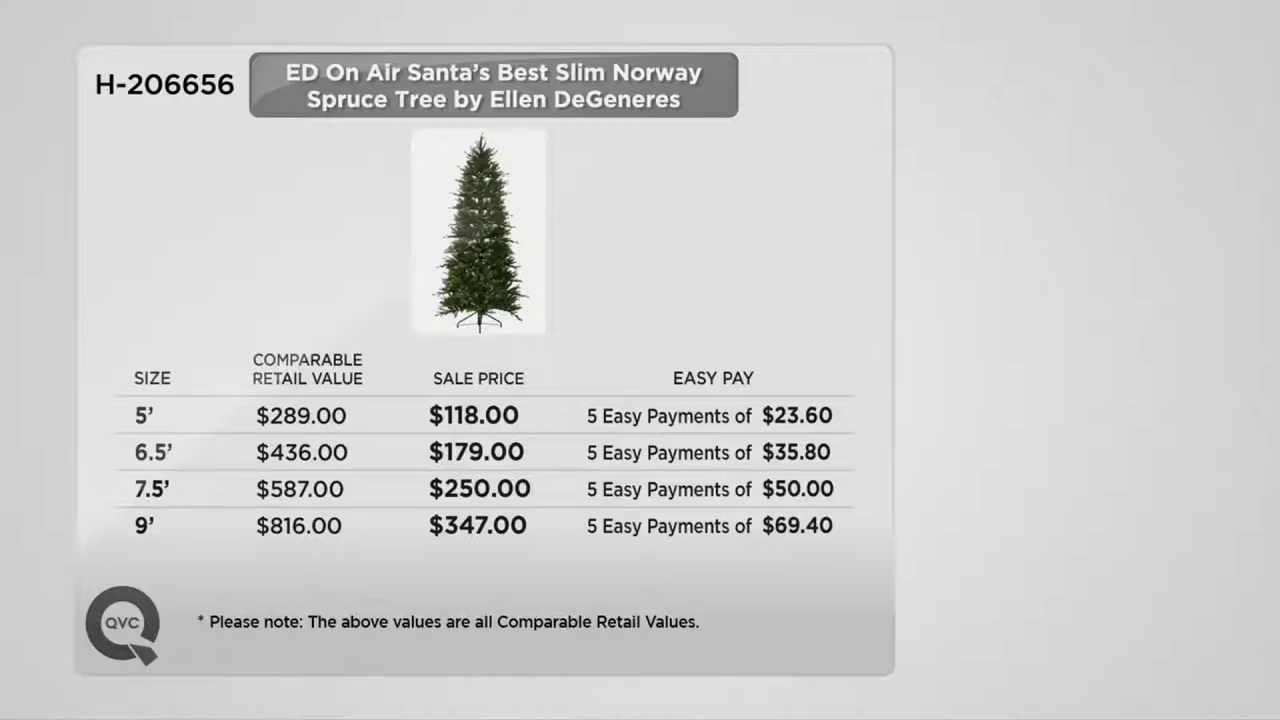 H-206656
ED On Air Santa's Best Slim Norway
Spruce Tree by Ellen DeGeneres
SIZE COMPARABLE RETAIL VALUE SALE PRICE EASY PAY
5' $289.00 $118.00 5 Easy Payments of $23.60
6.5' $436.00 $179.00 5 Easy Payments of $35.80
7.5' $587.00 $250.00 5 Easy Payments of $50.00
9' $816.00 $347.00 5 Easy Payments of $69.40
QVC
* Please note: The above values are all Comparable Retail Values.